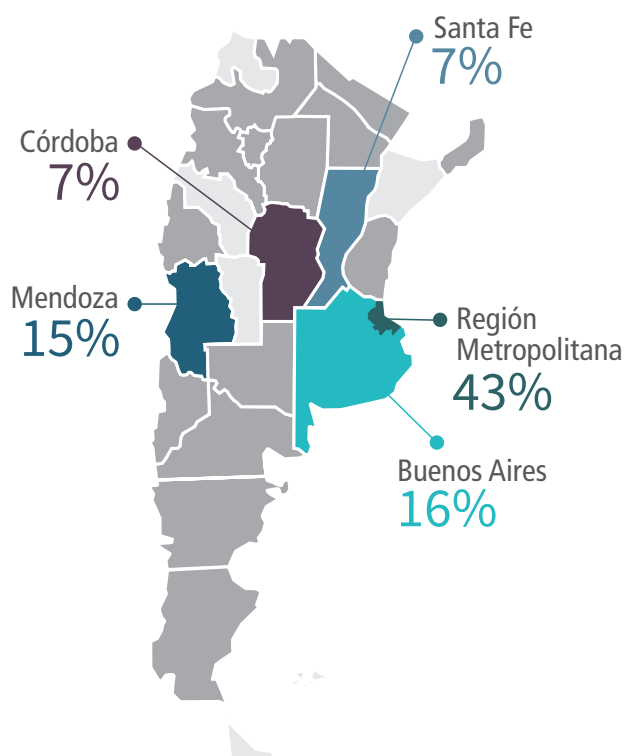 Santa Fe
7%
Córdoba
7%
Mendoza
15%
Región
Metropolitana
43%
Buenos Aires
16%